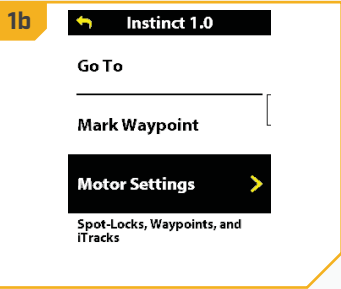 1b
Instinct 1.0
Go To
Mark Waypoint
Motor Settings
Spot-Locks, Waypoints, and
iTracks